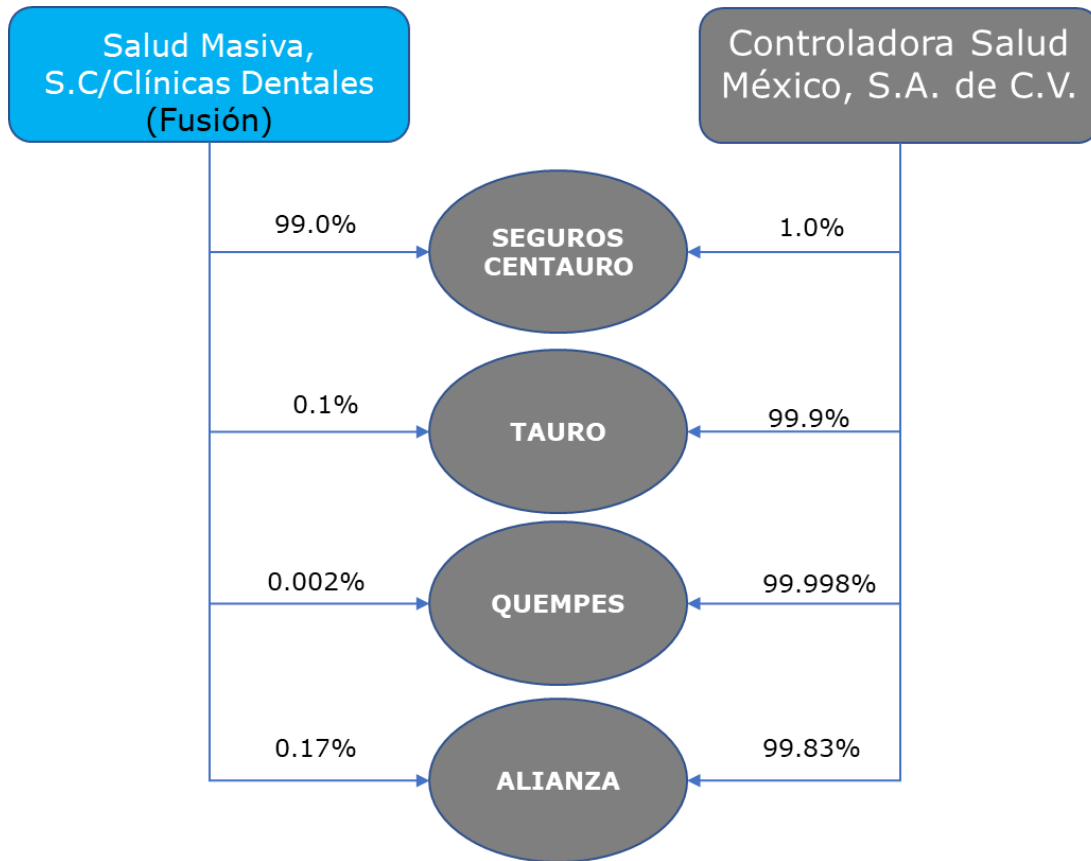 Salud Masiva,
S.C/Clínicas Dentales
(Fusión)
Controladora Salud
México, S.A. de C.V.
99.0%
SEGUROS
CENTAURO
1.0%
0.1%
TAURO
99.9%
0.002%
QUEMPES
99.998%
0.17%
ALIANZA
99.83%